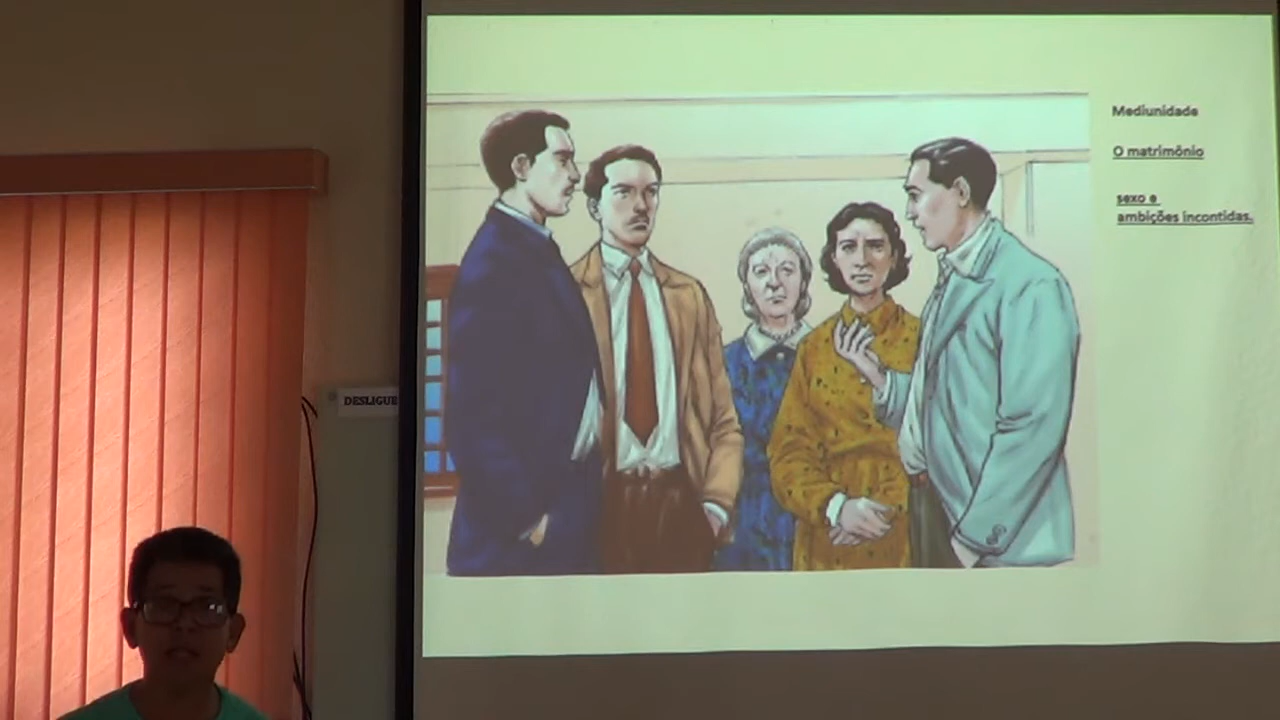 Mediunidade
O matrimônio
sexo e
ambições incontidas.
DESLIGUE